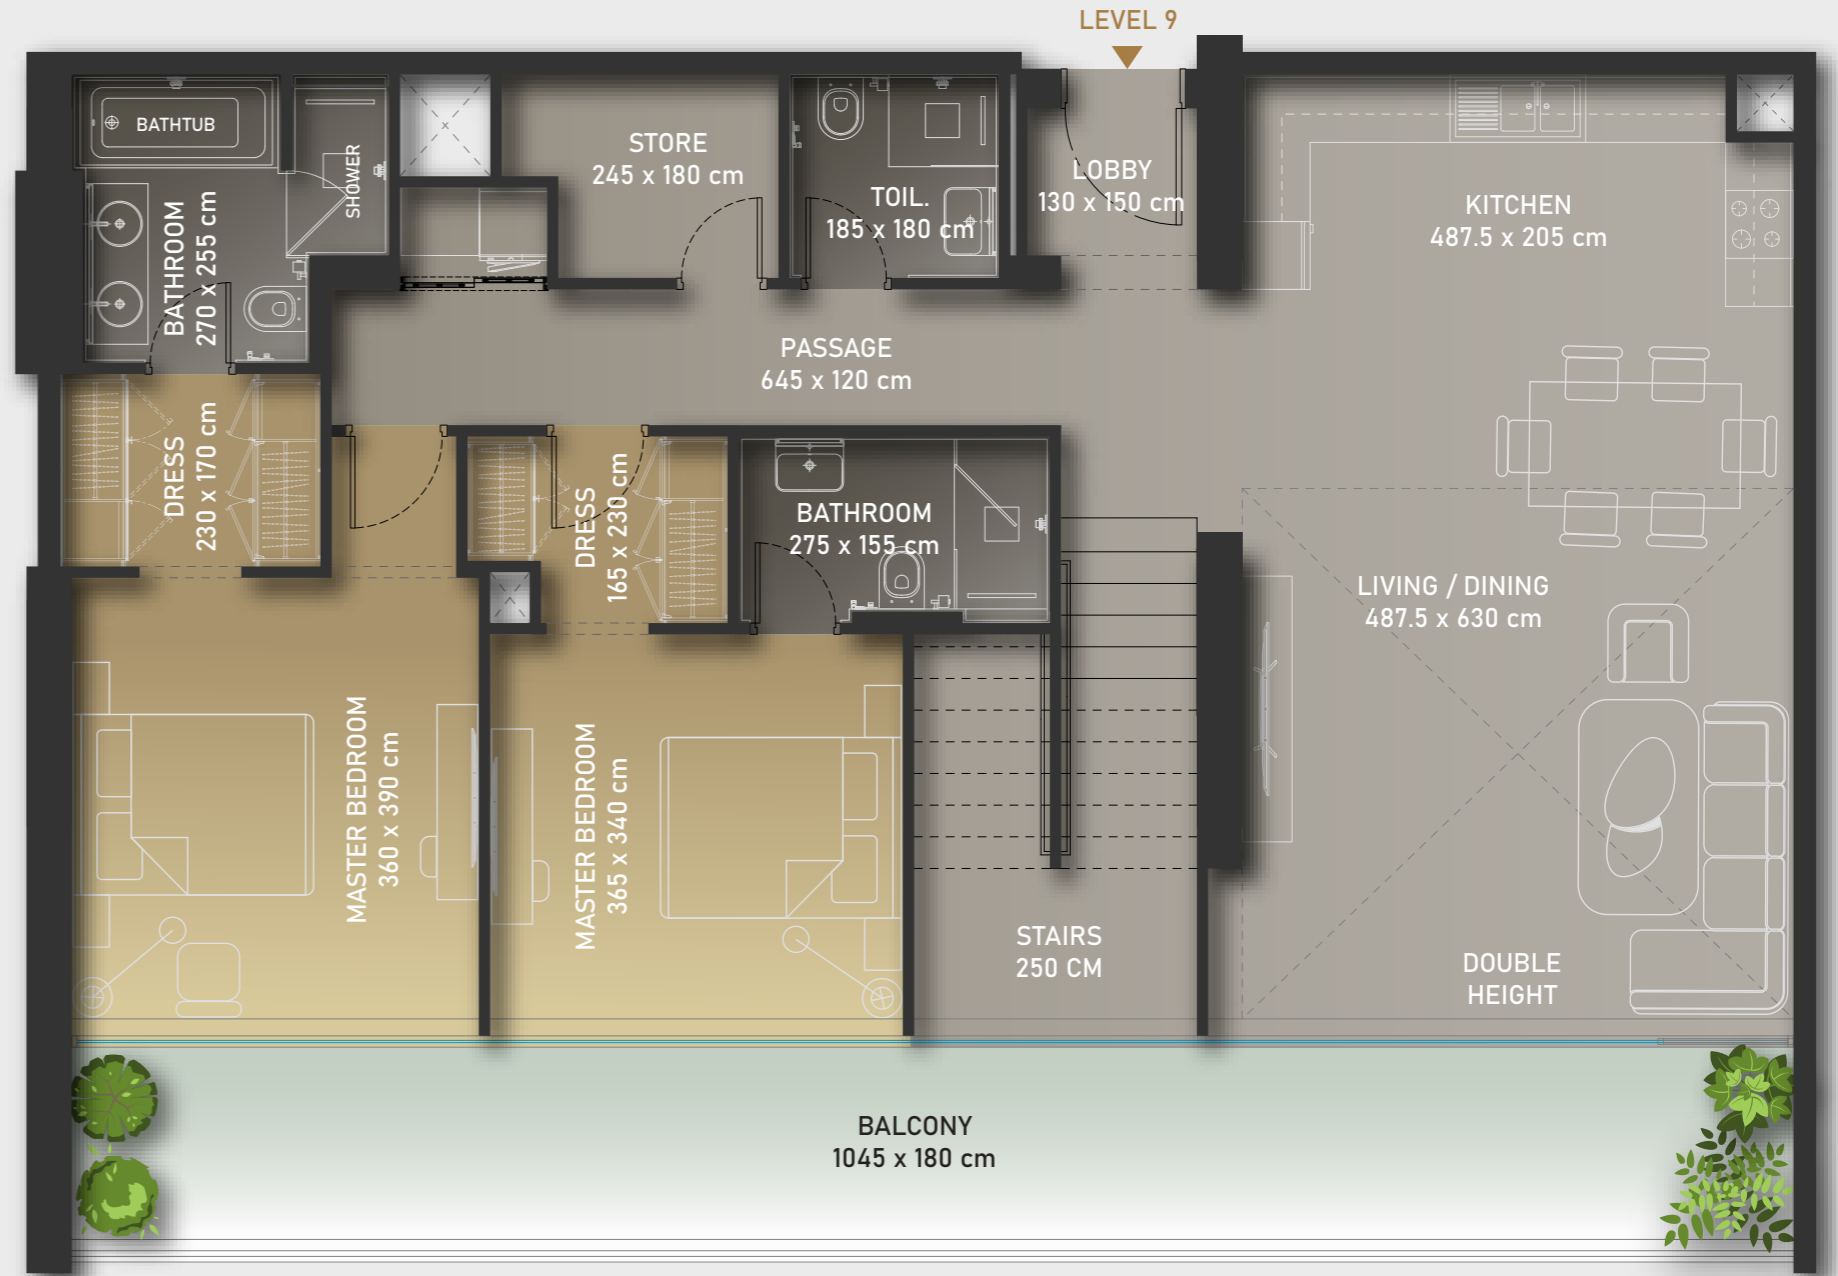 LEVEL 9
BATHTUB
SHOWER
BATHROOM
270 x 255 cm
STORE
245 x 180 cm
TOIL.
185 x 180 cm
LOBBY
130 x 150 cm
KITCHEN
487.5 x 205 cm
PASSAGE
645 x 120 cm
DRESS
230 x 170 cm
DRESS
165 x 230 cm
BATHROOM
275 x 155 cm
LIVING / DINING
487.5 x 630 cm
MASTER BEDROOM
360 x 390 cm
MASTER BEDROOM
365 x 340 cm
STAIRS
250 CM
DOUBLE
HEIGHT
BALCONY
1045 x 180 cm